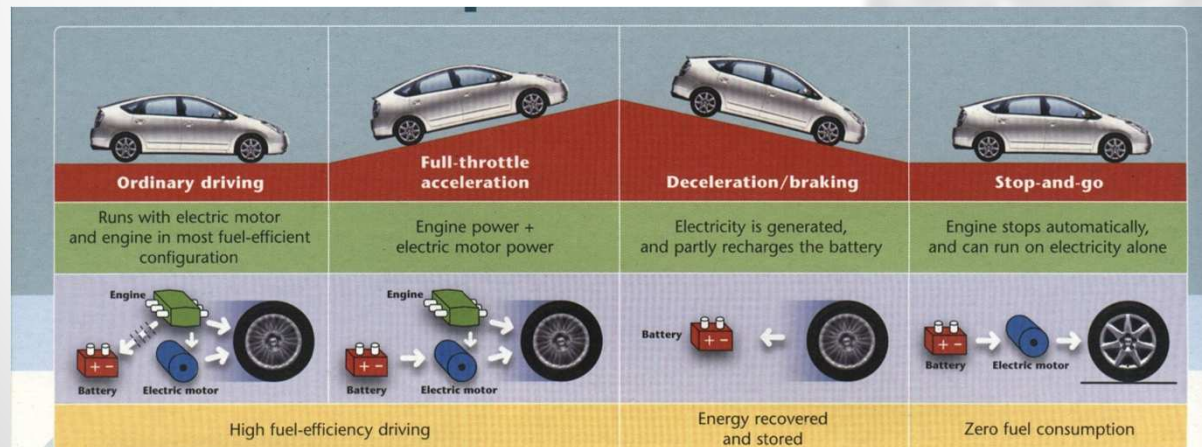 Ordinary driving
Full-throttle
acceleration
Deceleration/braking
Stop-and-go
Runs with electric motor
and engine in most fuel-efficient
configuration
Engine power +
electric motor power
Electricity is generated,
and partly recharges the battery
Engine stops automatically,
and can run on electricity alone
Engine
Battery
Electric motor
Engine
Battery
Electric motor
Battery
Battery
Electric motor
High fuel-efficiency driving
Energy recovered
and stored
Zero fuel consumption